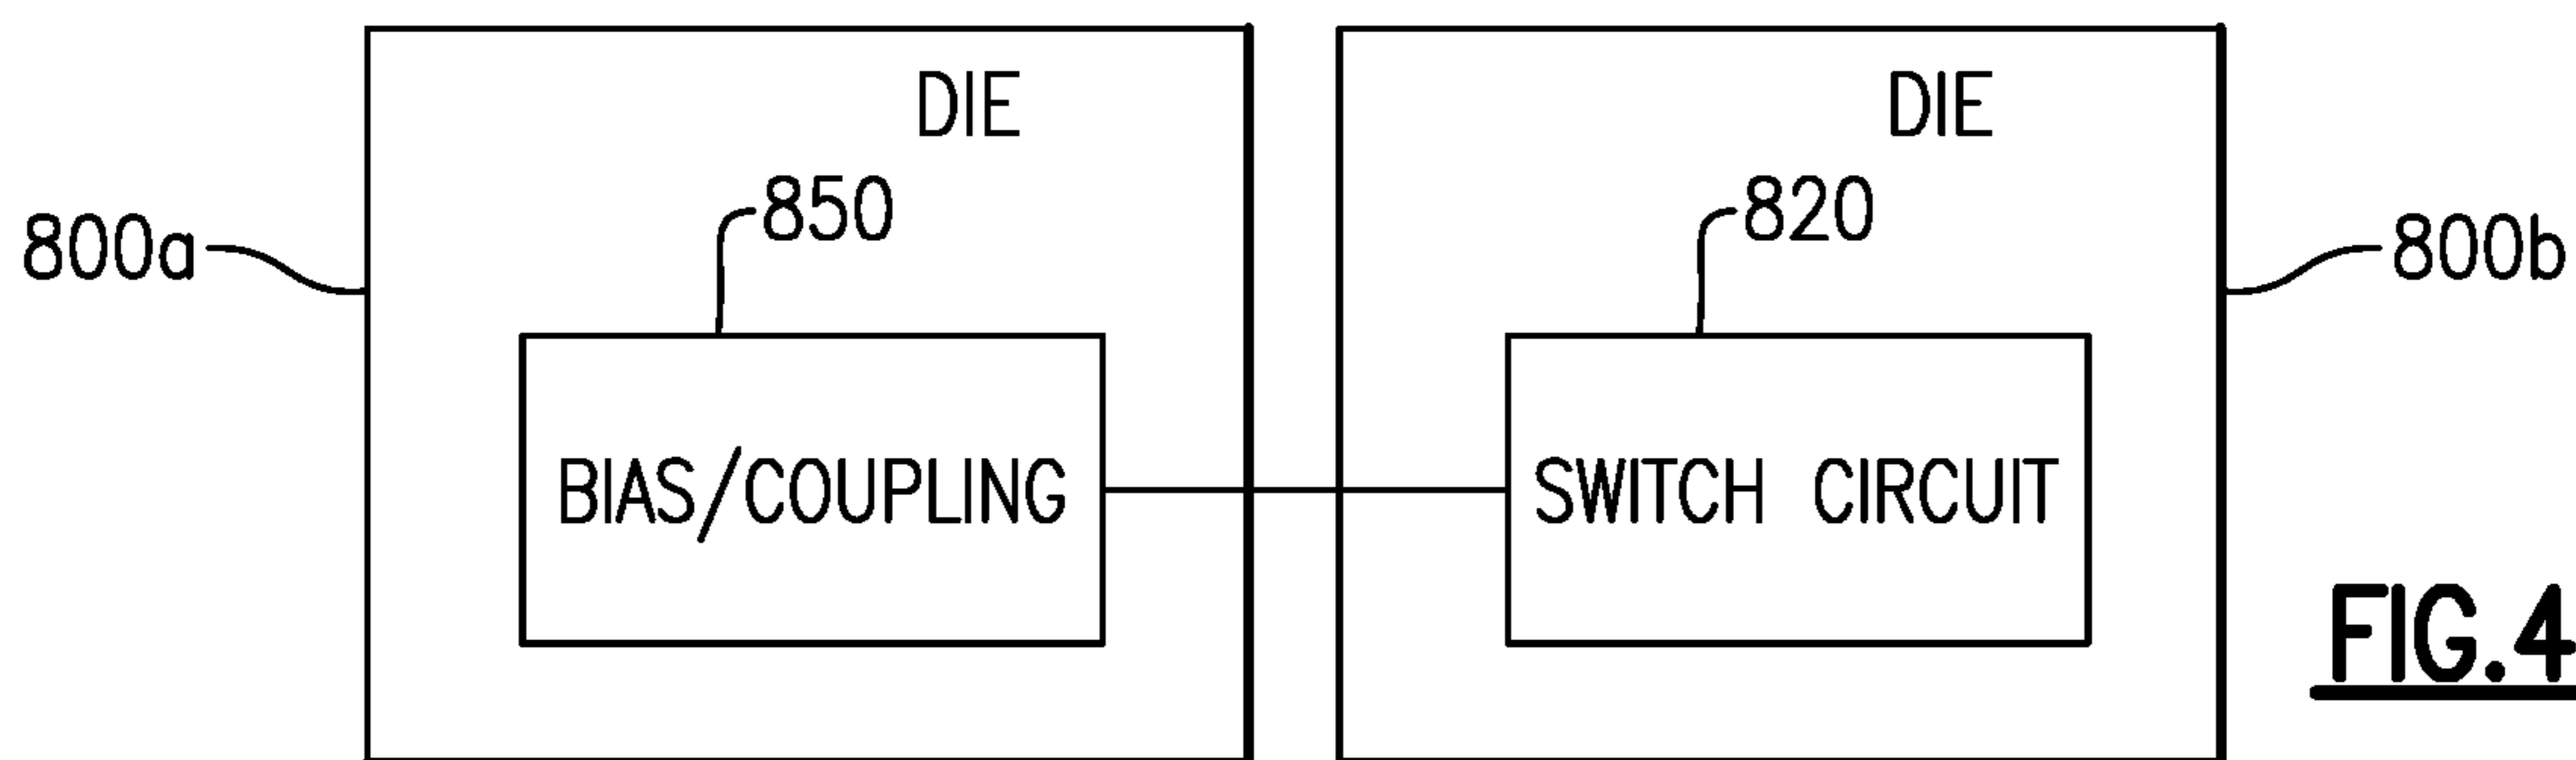 DIE
DIE
850
820
800a
800b
BIAS/COUPLING
SWITCH CIRCUIT
FIG.4